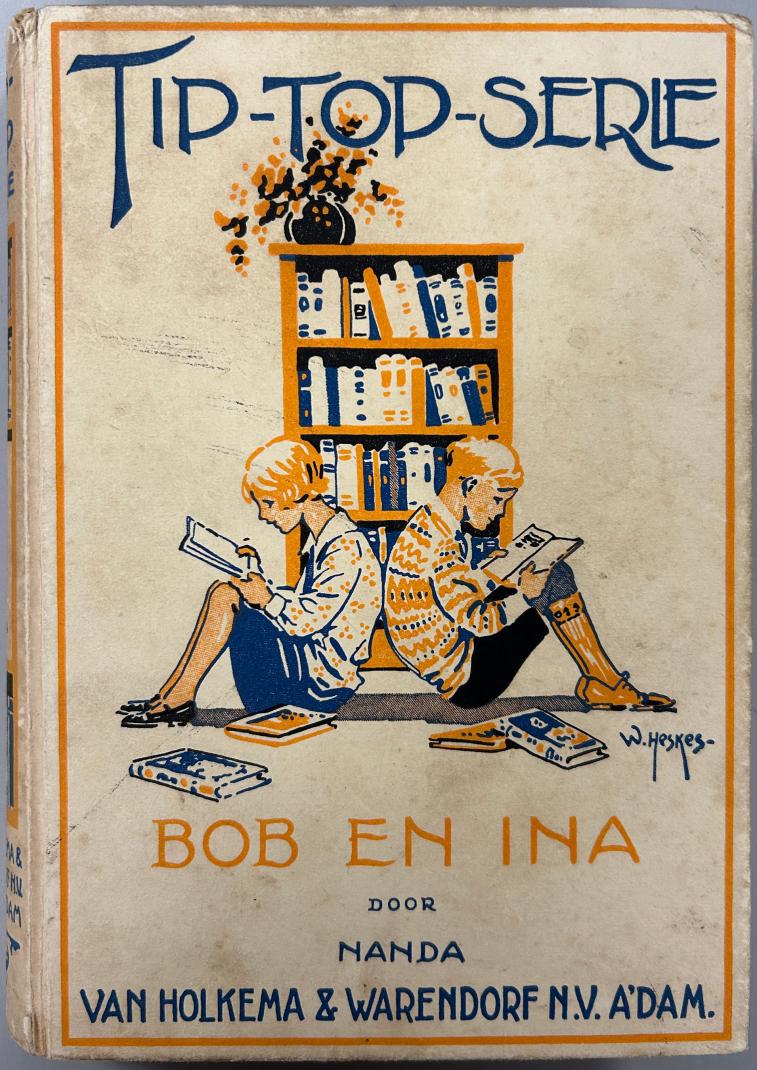 TIP-TOP-SERIE
W. HESKES-
BOB EN INA
DOOR
NANDA
VAN HOLKEMA & WARENDORF N.V. A'DAM.